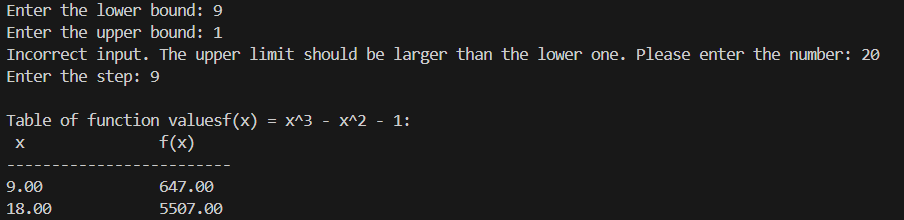 Enter the lower bound: 9
Enter the upper bound: 1
Incorrect input. The upper limit should be larger than the lower one. Please enter the number: 20
Enter the step: 9
Table of function valuesf(x) = x^3 - x^2 - 1:
x f(x)
-------------------------
9.00 647.00
18.00 5507.00